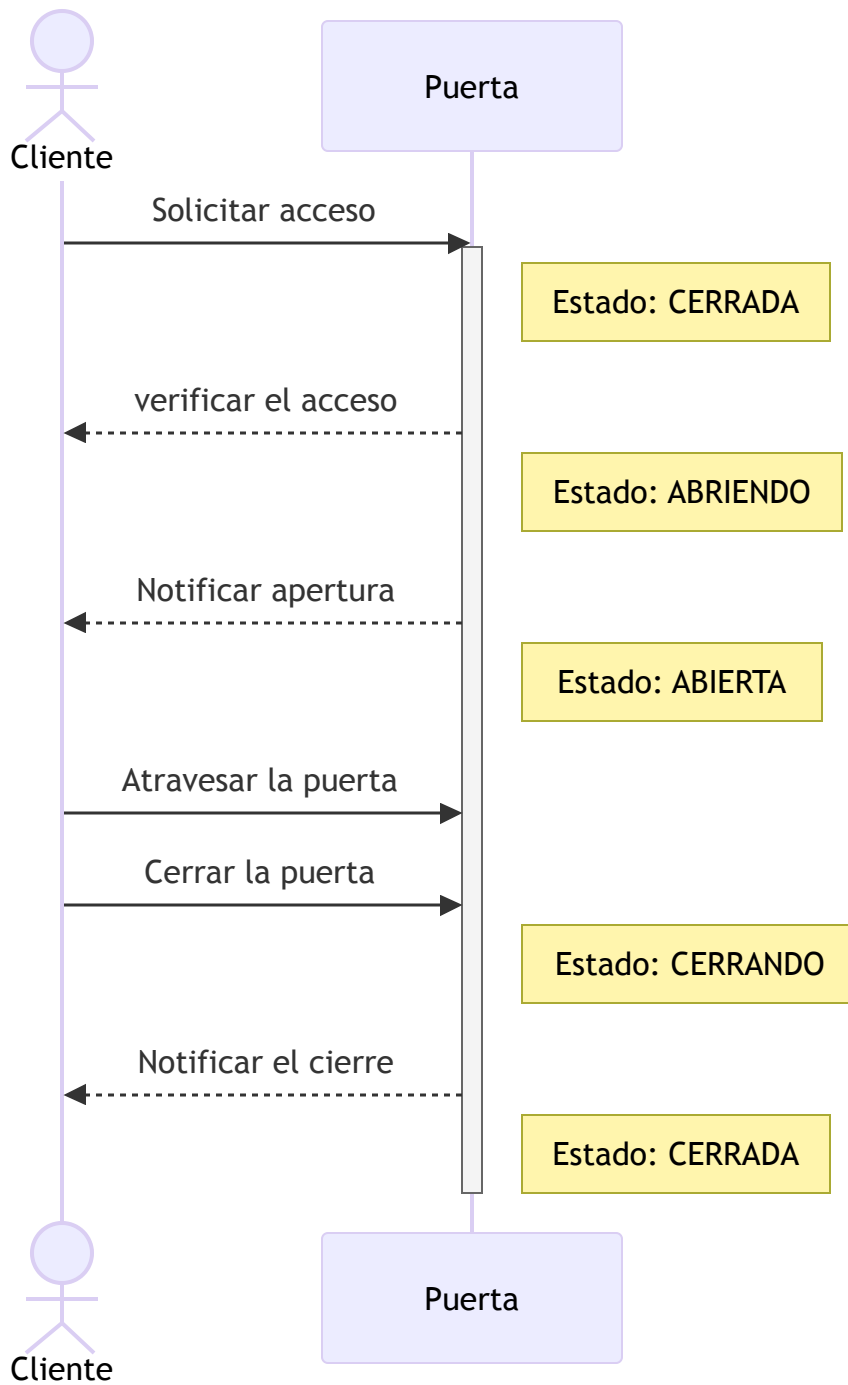 Puerta
Cliente
Solicitar acceso
Estado: CERRADA
verificar el acceso
Estado: ABRIENDO
Notificar apertura
Estado: ABIERTA
Atravesar la puerta
Cerrar la puerta
Estado: CERRANDO
Notificar el cierre
Estado: CERRADA
Puerta
Cliente